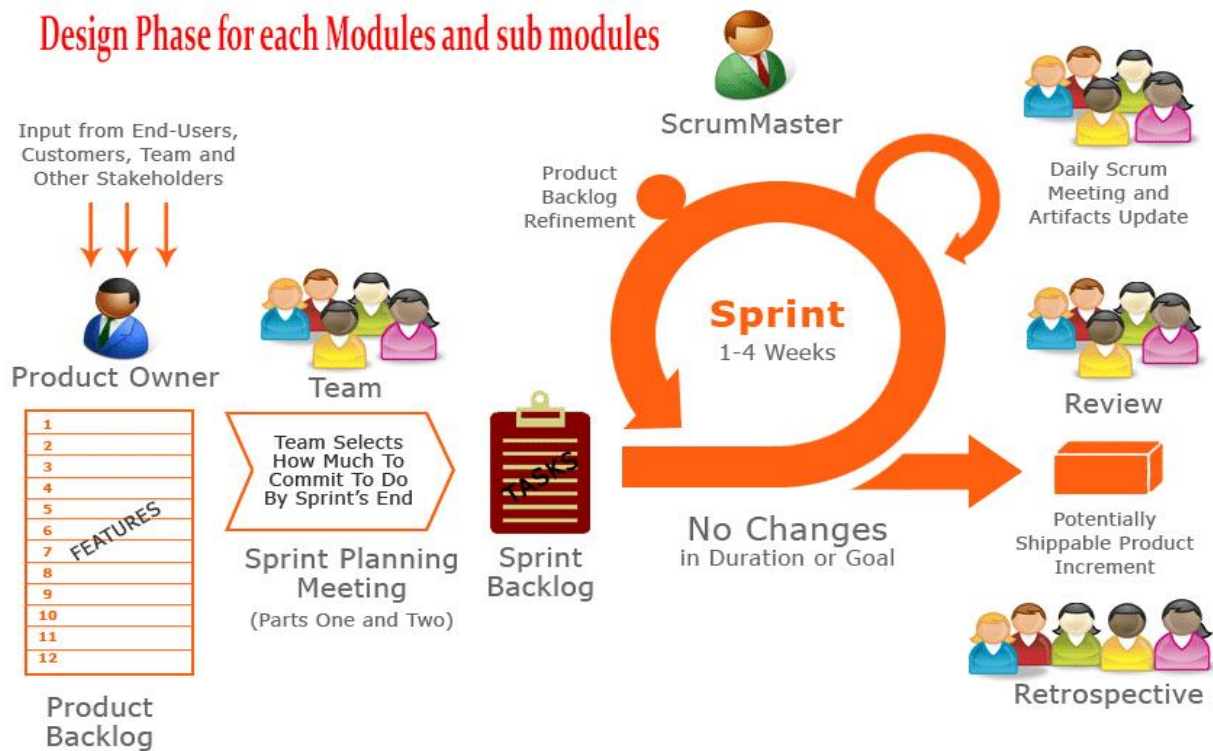 Design Phase for each Modules and sub modules
Input from End-Users,
Customers, Team and
Other Stakeholders
Product Owner
1
2
3
4
5
6
7
8
9
10
11
12
FEATURES
Product
Backlog
Team
Team Selects
How Much To
Commit To Do
By Sprint's End
Sprint Planning
Meeting
(Parts One and Two)
TASKS
Sprint
Backlog
ScrumMaster
Product
Backlog
Refinement
Sprint
1-4 Weeks
No Changes
in Duration or Goal
Daily Scrum
Meeting and
Artifacts Update
Review
Potentially
Shippable Product
Increment
Retrospective